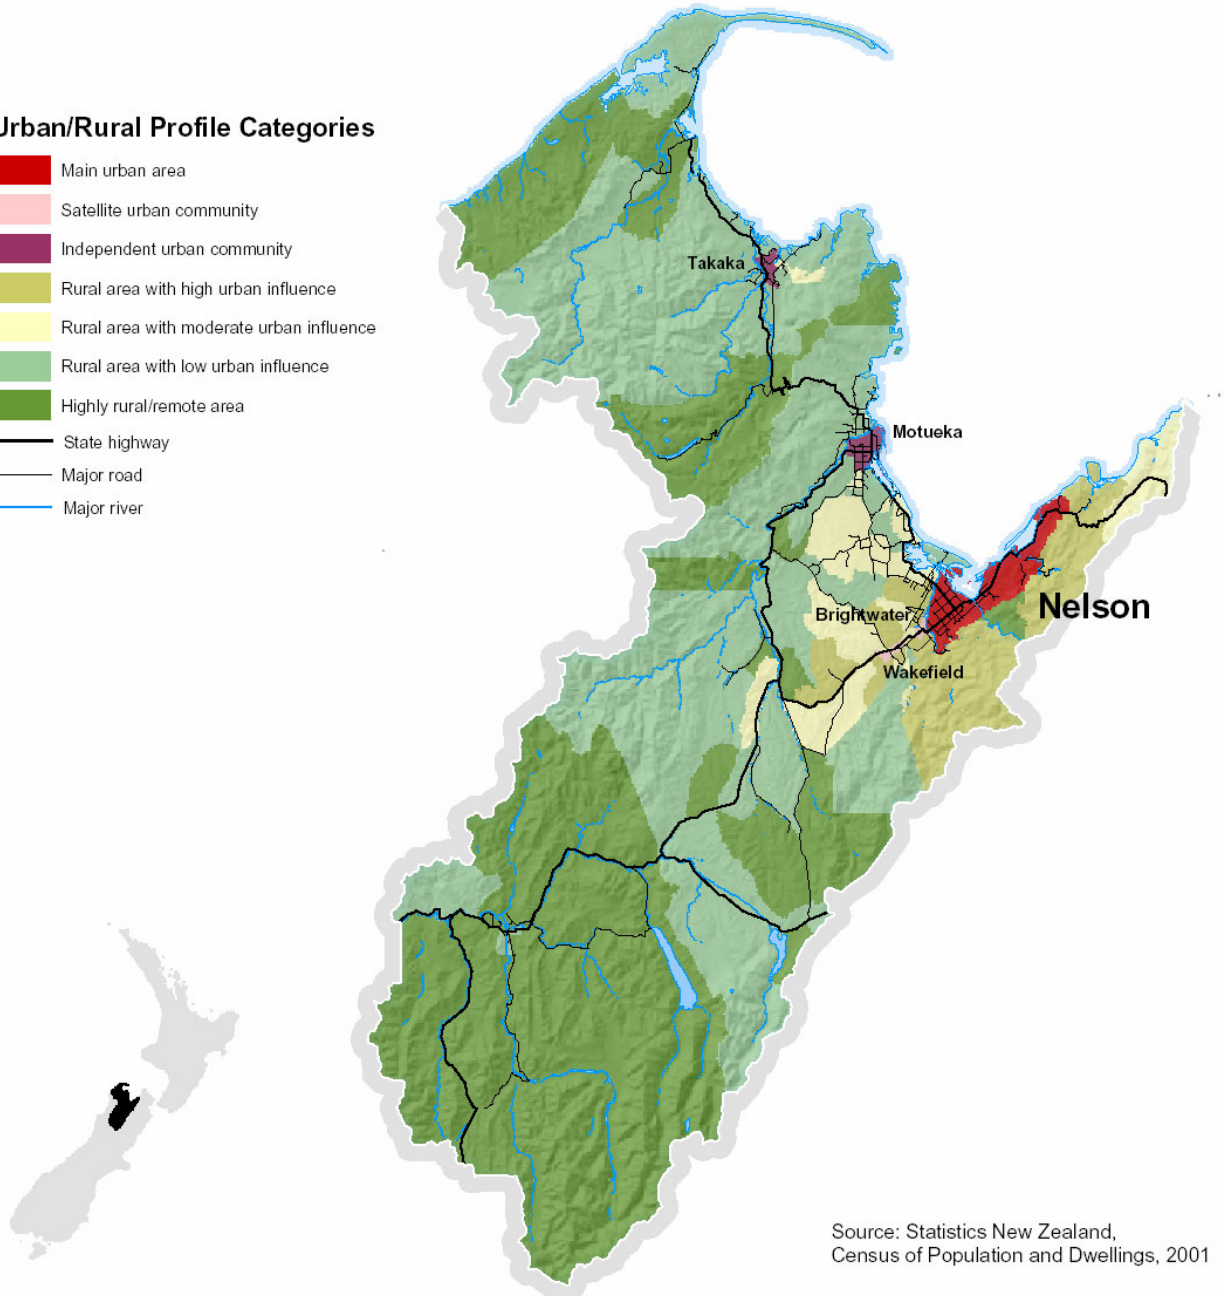 Urban/Rural Profile Categories
Main urban area
Satellite urban community
Independent urban community
Rural area with high urban influence
Rural area with moderate urban influence
Rural area with low urban influence
Highly rural/remote area
State highway
Major road
Major river
Takaka
Motueka
Nelson
Brightwater
Wakefield
Source: Statistics New Zealand,
Census of Population and Dwellings, 2001